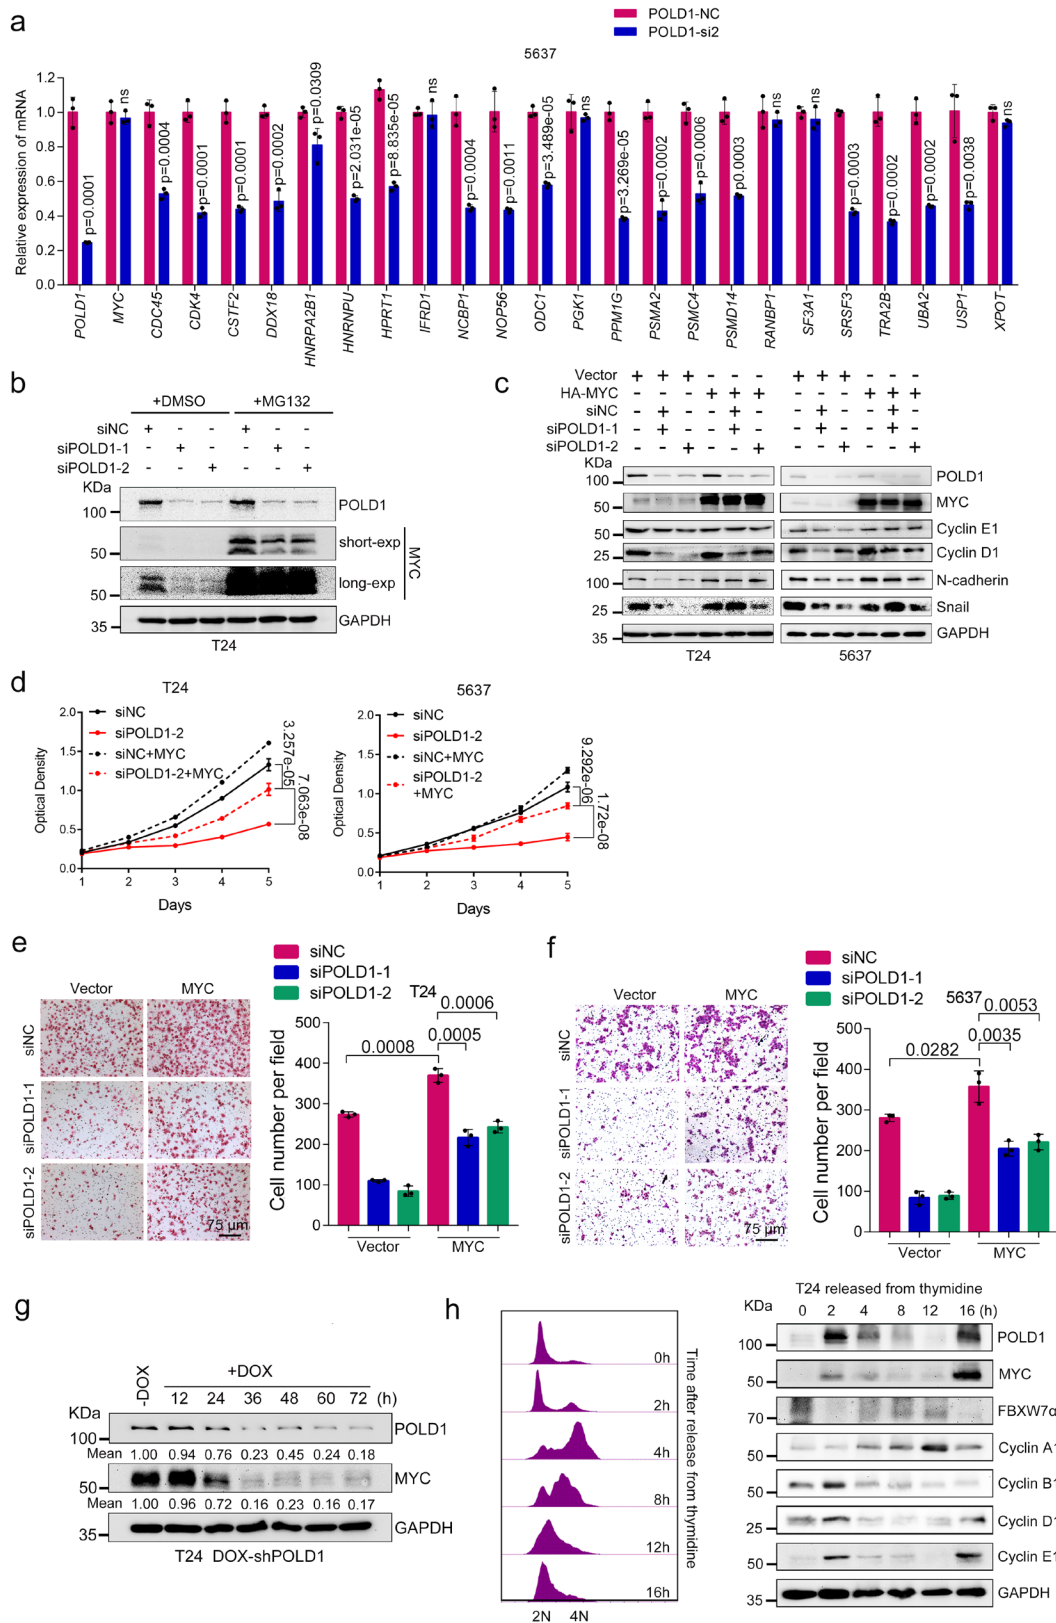 a
POLD1-NC
POLD1-si2
5637
Relative expression of mRNA
1.2
1.0
0.8
0.6
0.4
0.2
0.0
p=0.0001
ns
p=0.0004
p=0.0001
p=0.0001
p=0.0002
p=0.0309
p=2.031e-05
p=8.835e-05
ns
p=0.0004
p=0.0011
p=3.489e-05
ns
p=3.269e-05
p=0.0002
p=0.0006
p=0.0003
ns
ns
p=0.0003
p=0.0002
p=0.0002
p=0.0038
ns
POLD1 MYC CDC45 CDK4 CSTF2 DDX18 HNRPA2B1 HNRNPU HPRT1 IFRD1 NCBP1 NOP56 ODC1 PGK1 PPM1G PSMA2 PSMC4 PSMD14 RANBP1 SF3A1 SRSF3 TRA2B UBA2 USP1 XPOT
b
+DMSO +MG132
siNC + - - + - -
siPOLD1-1 - + - - + -
siPOLD1-2 - - + - - +
KDa
100
POLD1
50
short-exp
50
long-exp
MYC
35
GAPDH
T24
c
Vector + + + - - - + + + - - -
HA-MYC - - - + + + - - - + + +
siNC - + - - + - - + - - + -
siPOLD1-1 - + - - + - - + - - + -
siPOLD1-2 - - + - - + - - + - - +
KDa
100
POLD1
50
MYC
50
Cyclin E1
25
Cyclin D1
100
N-cadherin
25
Snail
35
GAPDH
T24 5637
d
T24
Optical Density
2.0
1.5
1.0
0.5
0.0
siNC
siPOLD1-2
siNC+MYC
siPOLD1-2+MYC
3.257e-05
7.063e-08
1 2 3 4 5
Days
5637
Optical Density
2.0
1.5
1.0
0.5
0.0
siNC
siPOLD1-2
siNC+MYC
siPOLD1-2
+MYC
9.292e-06
1.72e-08
1 2 3 4 5
Days
e
Vector MYC
siNC
siPOLD1-1
siPOLD1-2
75 µm
siNC
siPOLD1-1
siPOLD1-2
T24
Cell number per field
500
400
300
200
100
0
0.0008
0.0005
0.0006
Vector MYC
f
Vector MYC
siNC
siPOLD1-1
siPOLD1-2
75 µm
siNC
siPOLD1-1
siPOLD1-2
5637
Cell number per field
500
400
300
200
100
0
0.0282
0.0035
0.0053
Vector MYC
g
-DOX
+DOX
12 24 36 48 60 72 (h)
KDa
100
POLD1
Mean 1.00 0.94 0.76 0.23 0.45 0.24 0.18
50
MYC
Mean 1.00 0.96 0.72 0.16 0.23 0.16 0.17
35
GAPDH
T24 DOX-shPOLD1
h
0h
2h
4h
8h
12h
16h
2N 4N
Time after release from thymidine
T24 released from thymidine
KDa 0 2 4 8 12 16 (h)
100
POLD1
50
MYC
70
FBXW7α
50
Cyclin A1
50
Cyclin B1
25
Cyclin D1
50
Cyclin E1
35
GAPDH